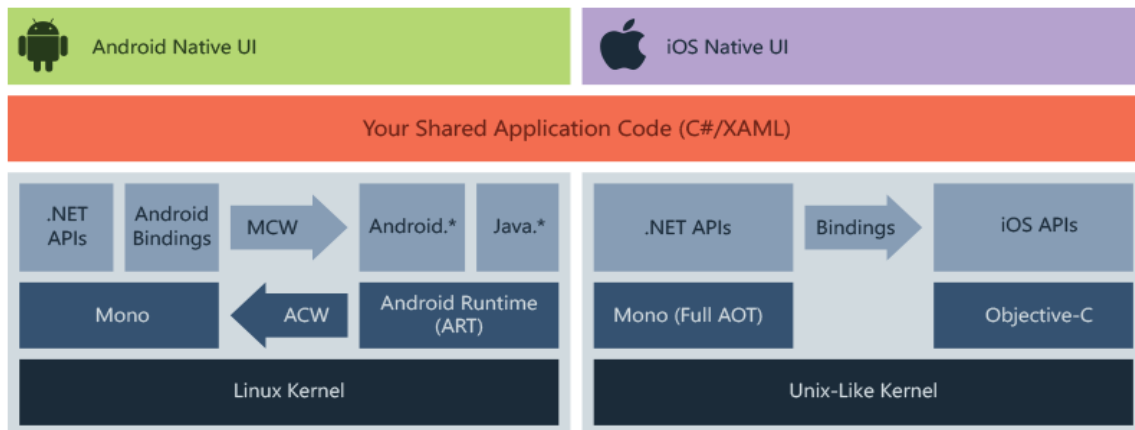 Android Native UI
iOS Native UI
Your Shared Application Code (C#/XAML)
.NET
APIs
Android
Bindings
MCW
Android.*
Java.*
.NET APIs
Bindings
iOS APIs
Mono
ACW
Android Runtime
(ART)
Mono (Full AOT)
Objective-C
Linux Kernel
Unix-Like Kernel